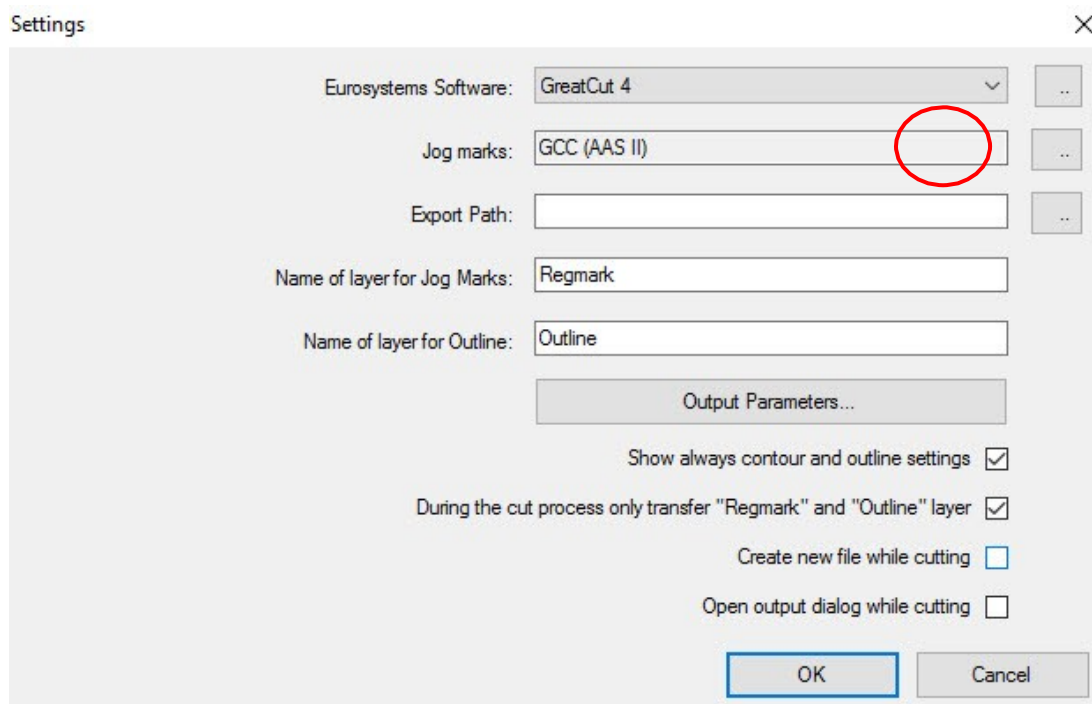 Settings
Eurosystems Software: GreatCut 4 ..
Jog marks: GCC (AAS II) ..
Export Path: ..
Name of layer for Jog Marks: Regmark
Name of layer for Outline: Outline
Output Parameters...
Show always contour and outline settings
During the cut process only transfer "Regmark" and "Outline" layer
Create new file while cutting
Open output dialog while cutting
OK Cancel